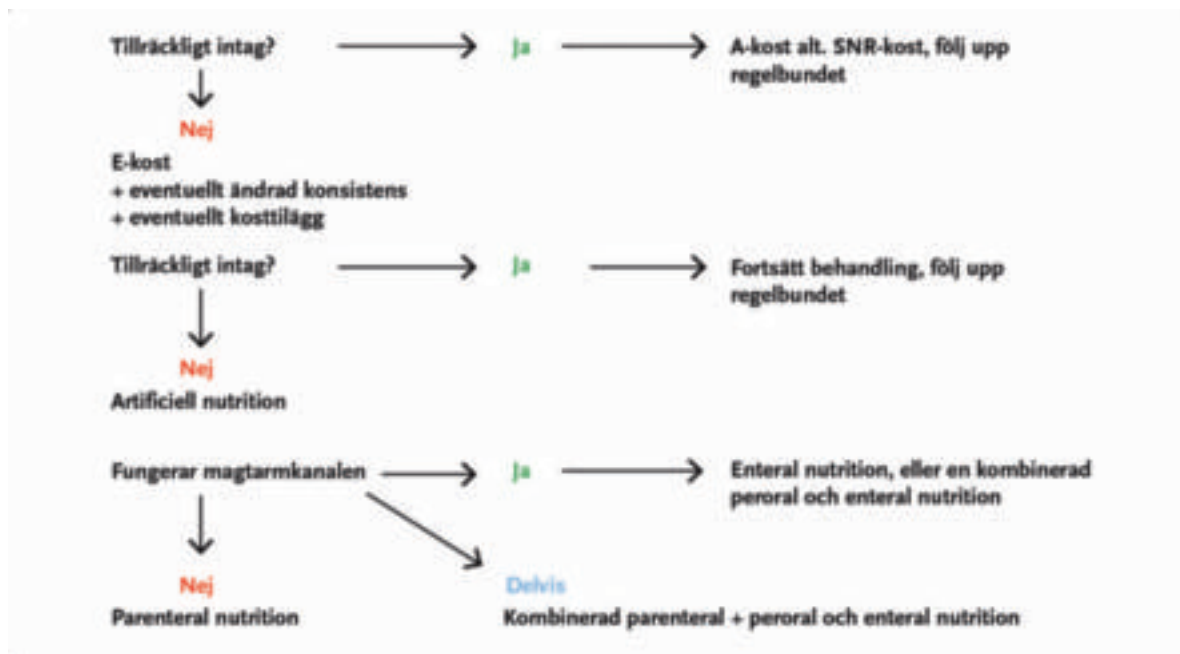 Tillräckligt intag?
Ja
A-kost alt. SNR-kost, följ upp
regelbundet
Nej
E-kost
+ eventuellt ändrad konsistens
+ eventuellt kosttilägg
Tillräckligt intag?
Ja
Fortsätt behandling, följ upp
regelbundet
Nej
Artificiell nutrition
Fungerar magtarmkanalen
Ja
Enteral nutrition, eller en kombinerad
peroral och enteral nutrition
Nej
Delvis
Parenteral nutrition
Kombinerad parenteral + peroral och enteral nutrition